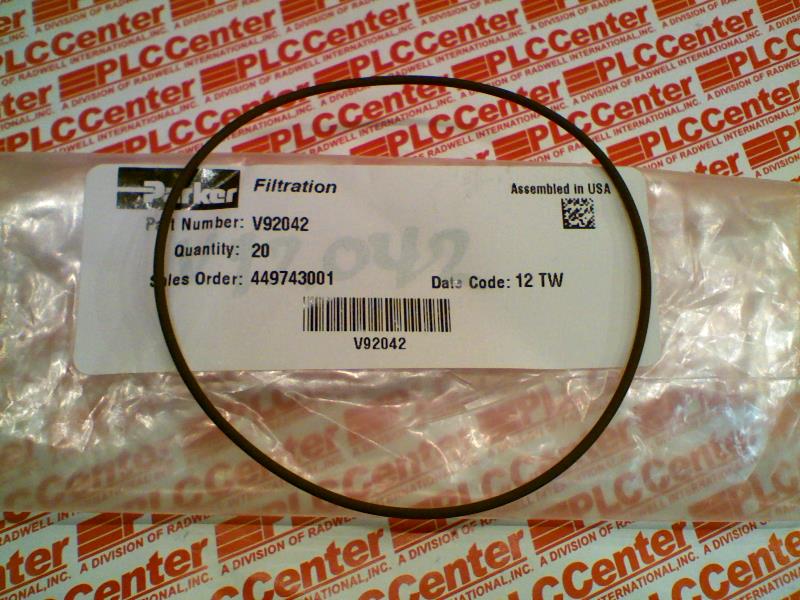 Parker Filtration
Assembled in USA
Part Number: V92042
Quantity: 20
Sales Order: 449743001
Date Code: 12 TW
V92042
PLCCenter
A DIVISION OF RADWELL INTERNATIONAL, INC.